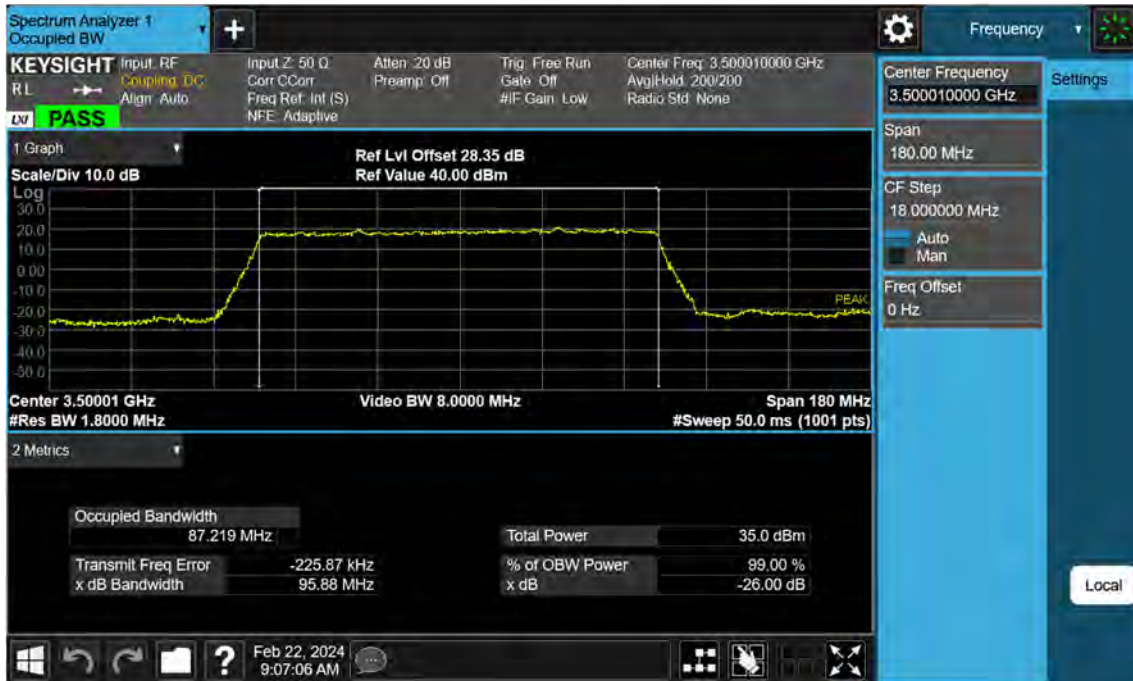 Spectrum Analyzer 1
Occupied BW
+
Frequency
KEYSIGHT
RL
LXI
PASS
Input: RF
Coupling: DC
Align: Auto
Input Z: 50 Ω
Corr CCorr
Freq Ref: Int (S)
NFE: Adaptive
Atten: 20 dB
Preamp: Off
Trig: Free Run
Gate: Off
#IF Gain: Low
Center Freq: 3.500010000 GHz
Avg|Hold: 200/200
Radio Std: None
Center Frequency
3.500010000 GHz
Settings
Span
180.00 MHz
CF Step
18.000000 MHz
Auto
Man
Freq Offset
0 Hz
Local
1 Graph
Scale/Div 10.0 dB
Ref Lvl Offset 28.35 dB
Ref Value 40.00 dBm
Log
30.0
20.0
10.0
0.00
-10.0
-20.0
-30.0
-40.0
-50.0
PEAK
Center 3.50001 GHz
#Res BW 1.8000 MHz
Video BW 8.0000 MHz
Span 180 MHz
#Sweep 50.0 ms (1001 pts)
2 Metrics
Occupied Bandwidth
87.219 MHz
Transmit Freq Error -225.87 kHz
x dB Bandwidth 95.88 MHz
Total Power 35.0 dBm
% of OBW Power 99.00 %
x dB -26.00 dB
?
Feb 22, 2024
9:07:06 AM